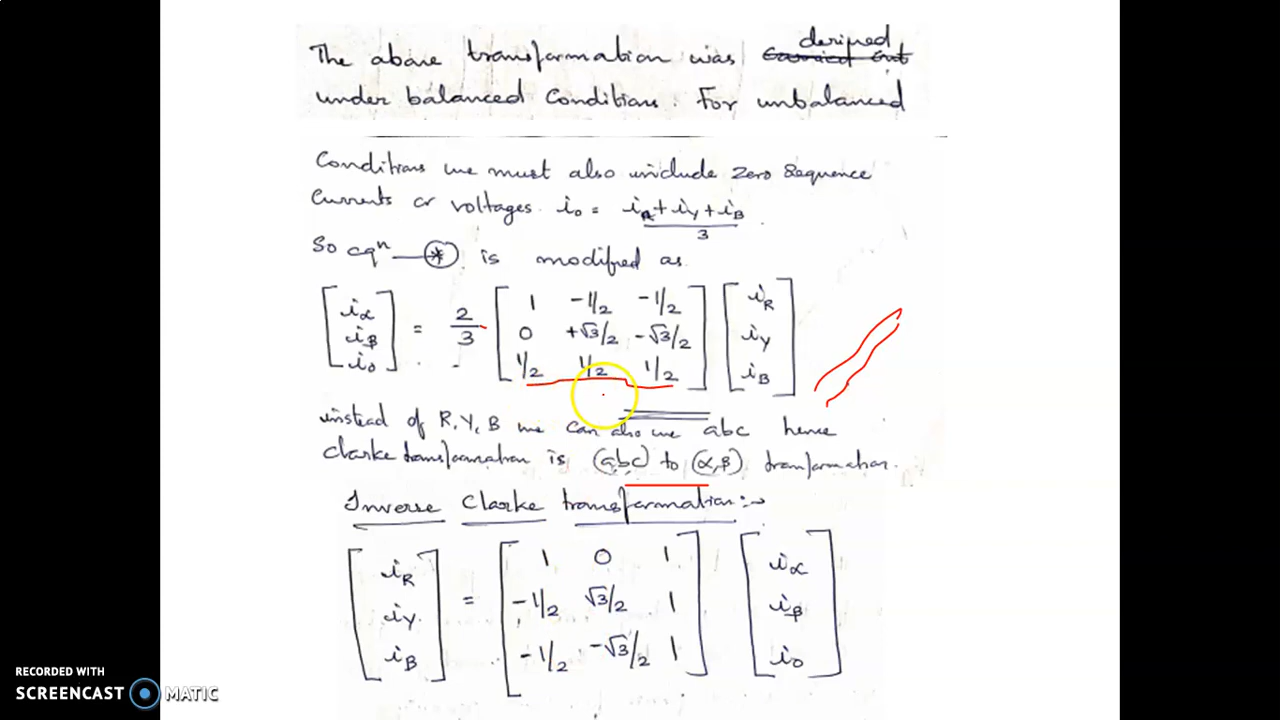 The above transformation was derived
Carried out
under balanced Conditions. For unbalanced
Conditions we must also include Zero Sequence
Currents or voltages. i₀ = iR + iY + iB / 3
So eqⁿ — * is modified as
[iα iβ i₀] = 2/3 [1 -1/2 -1/2
0 +√3/2 -√3/2
1/2 1/2 1/2] [iR iY iB]
instead of R, Y, B we can also use abc hence
Clarke transformation is (abc) to (α, β) transformation.
Inverse Clarke transformation:→
[iR iY iB] = [1 0 1
-1/2 √3/2 1
-1/2 -√3/2 1] [iα iβ i₀]
RECORDED WITH
SCREENCAST MATIC